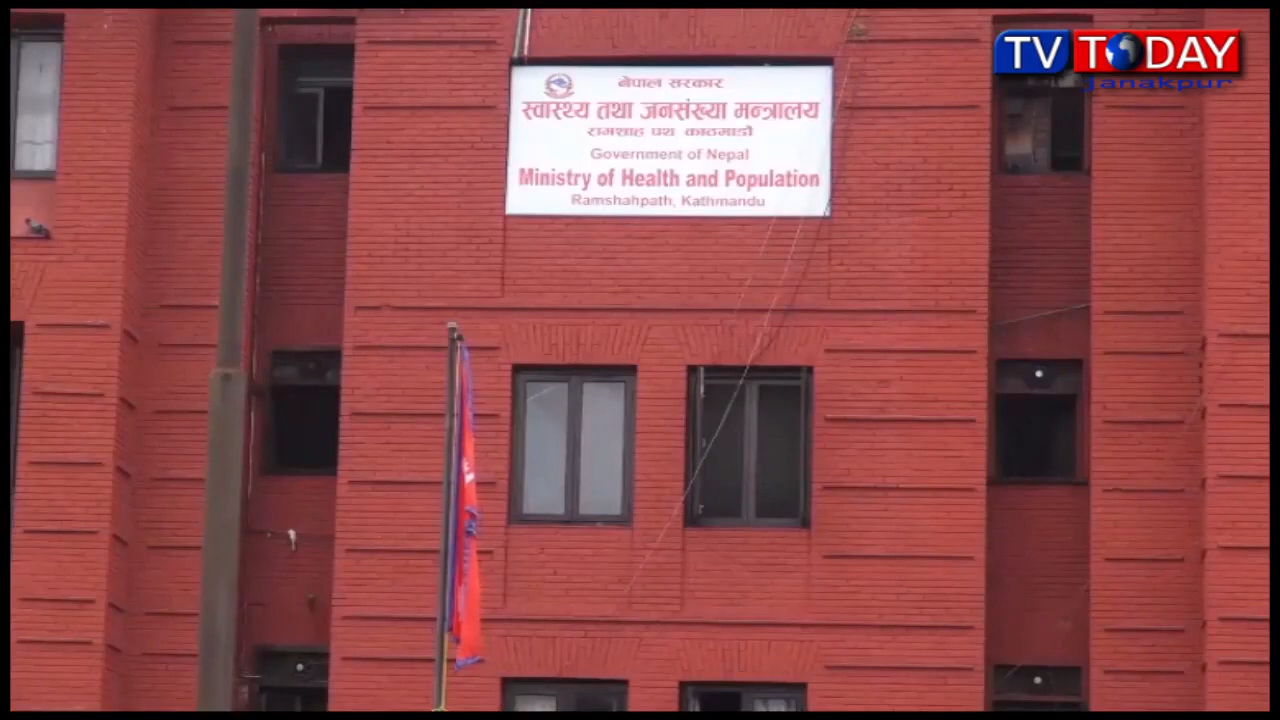 नेपाल सरकार
स्वास्थ्य तथा जनसंख्या मन्त्रालय
रामशाह पथ काठमाडौं
Government of Nepal
Ministry of Health and Population
Ramshahpath, Kathmandu
TV TODAY
Janakpur